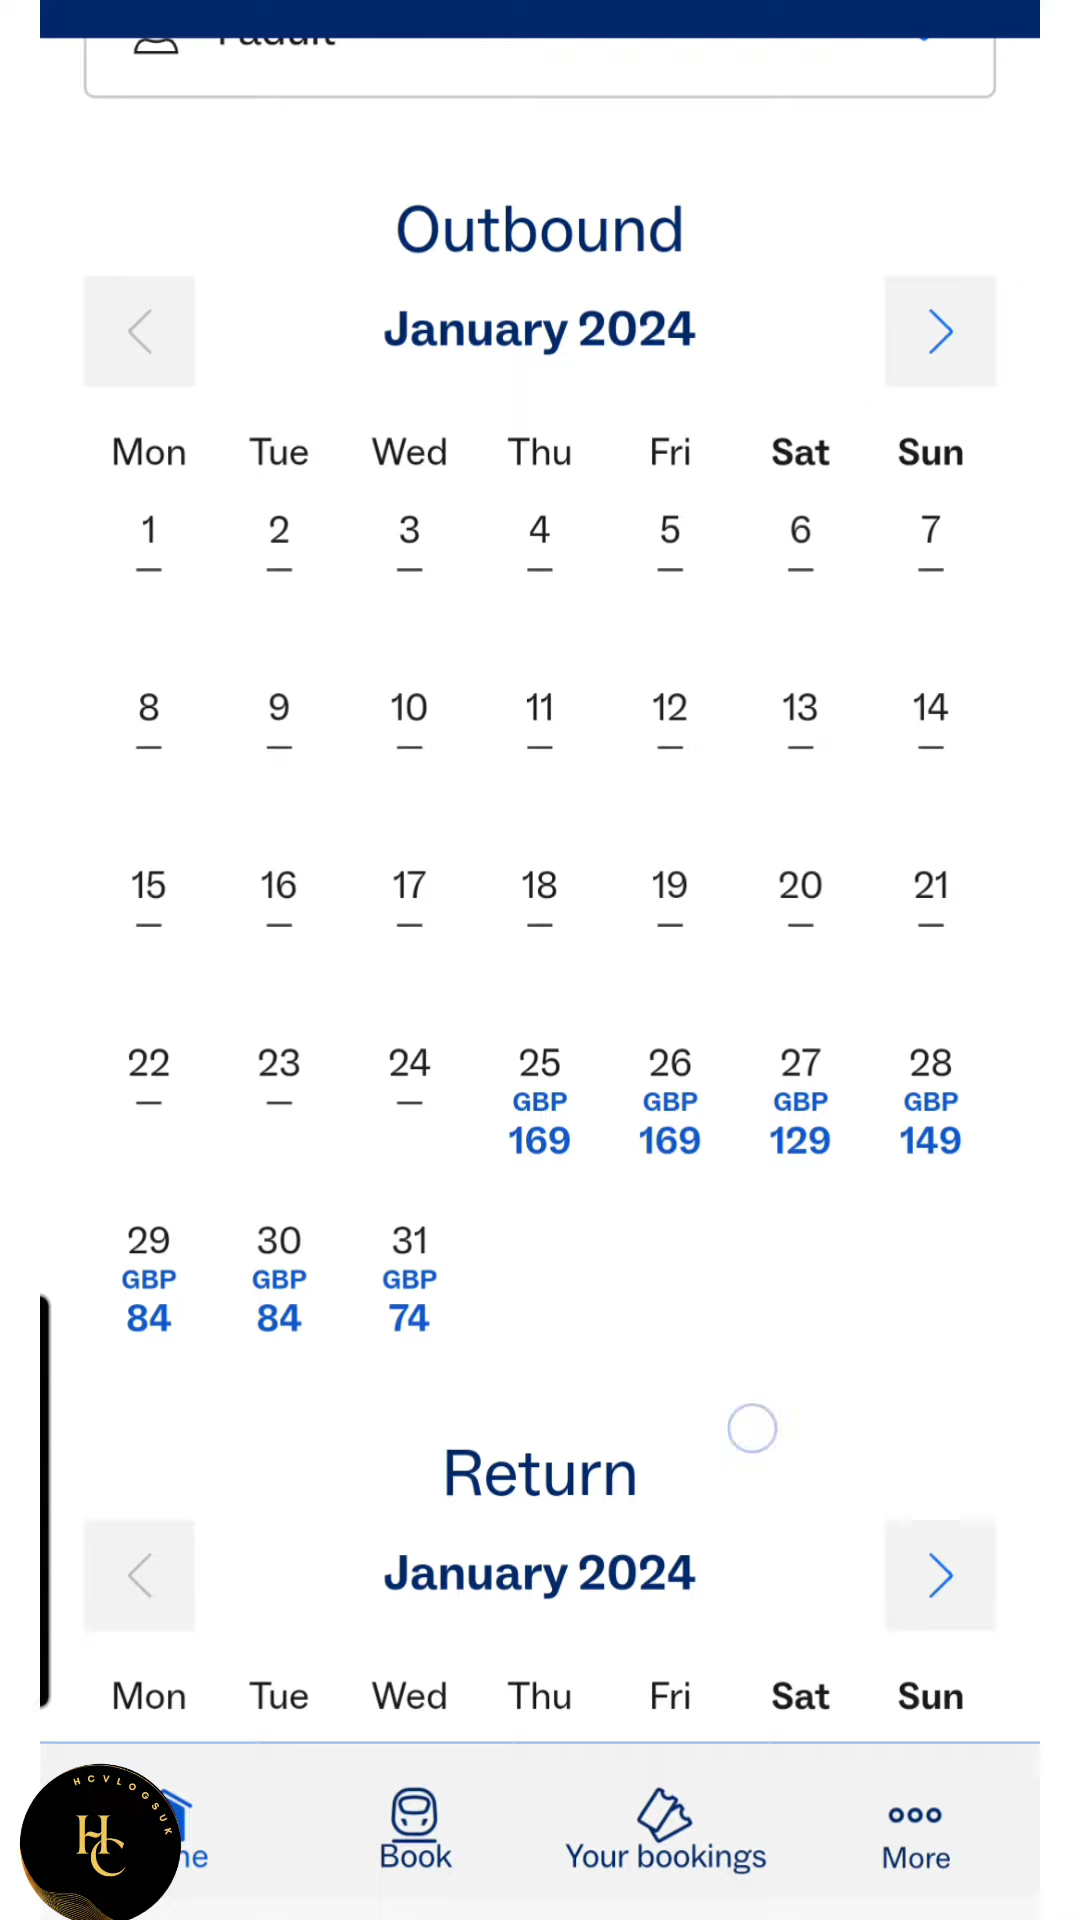 Outbound
January 2024
Mon Tue Wed Thu Fri Sat Sun
1 2 3 4 5 6 7
— — — — — — —
8 9 10 11 12 13 14
— — — — — — —
15 16 17 18 19 20 21
— — — — — — —
22 23 24 25 26 27 28
— — — GBP GBP GBP GBP
169 169 129 149
29 30 31
GBP GBP GBP
84 84 74
Return
January 2024
Mon Tue Wed Thu Fri Sat Sun
HCVLOGSUK
HC
Book Your bookings More